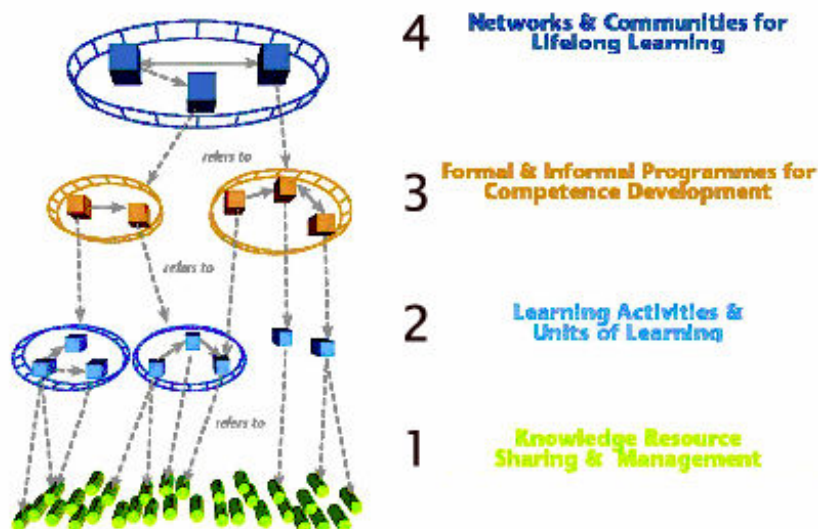 4 Networks & Communities for
Lifelong Learning
refers to
3 Formal & Informal Programmes for
Competence Development
refers to
2 Learning Activities &
Units of Learning
refers to
1 Knowledge Resource
Sharing & Management